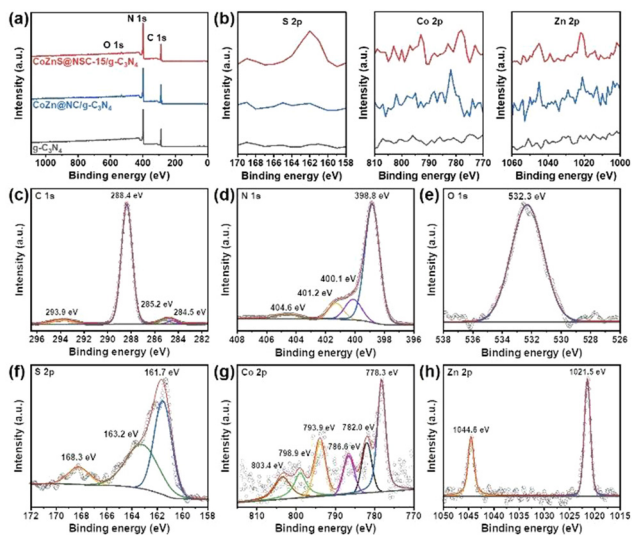 (a)
N 1s
O 1s
C 1s
CoZnS@NSC-15/g-C₃N₄
CoZn@NC/g-C₃N₄
g-C₃N₄
Intensity (a.u.)
1000 800 600 400 200 0
Binding energy (eV)
(b)
S 2p
Intensity (a.u.)
170 168 166 164 162 160 158
Binding energy (eV)
Co 2p
Intensity (a.u.)
810 800 790 780 770
Binding energy (eV)
Zn 2p
Intensity (a.u.)
1060 1040 1020 1000
Binding energy (eV)
(c)
C 1s
288.4 eV
293.9 eV
285.2 eV
284.5 eV
Intensity (a.u.)
296 294 292 290 288 286 284 282
Binding energy (eV)
(d)
N 1s
398.8 eV
400.1 eV
401.2 eV
404.6 eV
Intensity (a.u.)
408 404 400 396
Binding energy (eV)
(e)
O 1s
532.3 eV
Intensity (a.u.)
538 536 534 532 530 528 526
Binding energy (eV)
(f)
S 2p
161.7 eV
163.2 eV
168.3 eV
Intensity (a.u.)
172 170 168 166 164 162 160 158
Binding energy (eV)
(g)
Co 2p
778.3 eV
793.9 eV
782.0 eV
786.6 eV
798.9 eV
803.4 eV
Intensity (a.u.)
810 800 790 780 770
Binding energy (eV)
(h)
Zn 2p
1021.5 eV
1044.6 eV
Intensity (a.u.)
1050 1045 1040 1035 1030 1025 1020 1015
Binding energy (eV)